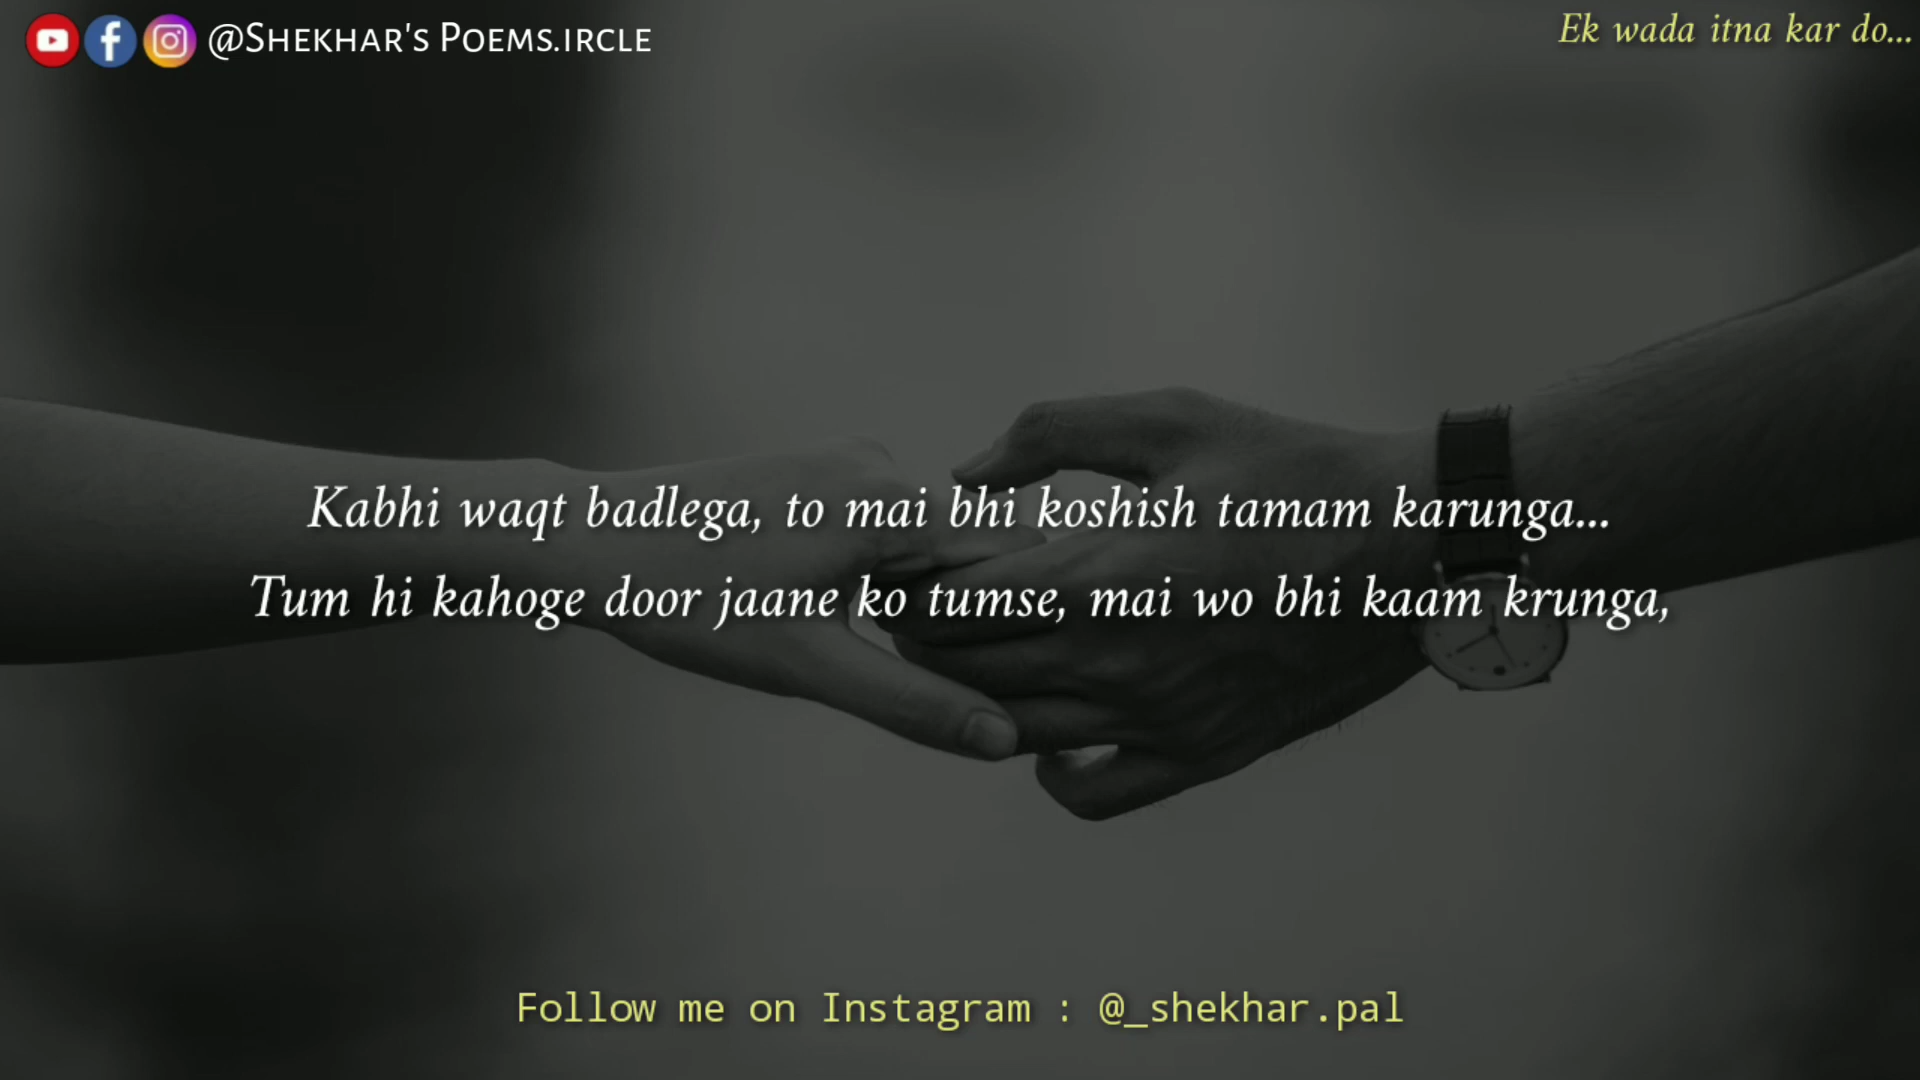 @Shekhar's Poems.ircle
Ek wada itna kar do...
Kabhi waqt badlega, to mai bhi koshish tamam karunga...
Tum hi kahoge door jaane ko tumse, mai wo bhi kaam krunga,
Follow me on Instagram : @_shekhar.pal